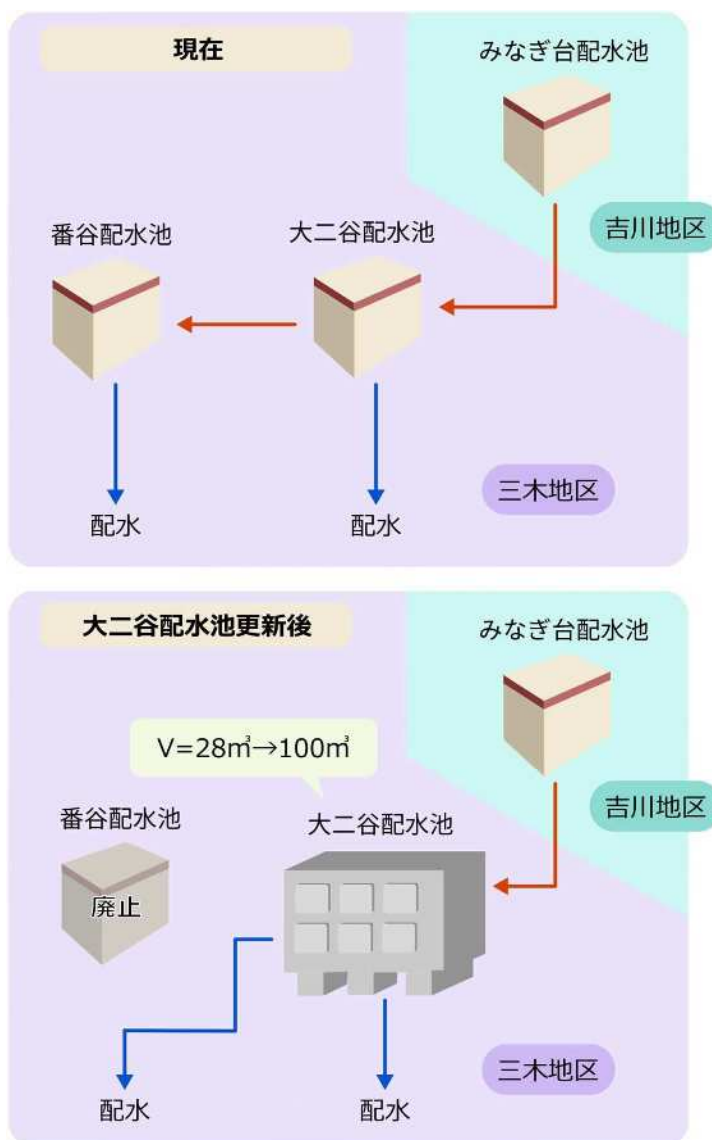 現在
みなぎ台配水池
吉川地区
番谷配水池
大二谷配水池
三木地区
配水
配水
大二谷配水池更新後
みなぎ台配水池
V=28㎥→100㎥
吉川地区
番谷配水池
大二谷配水池
廃止
三木地区
配水
配水